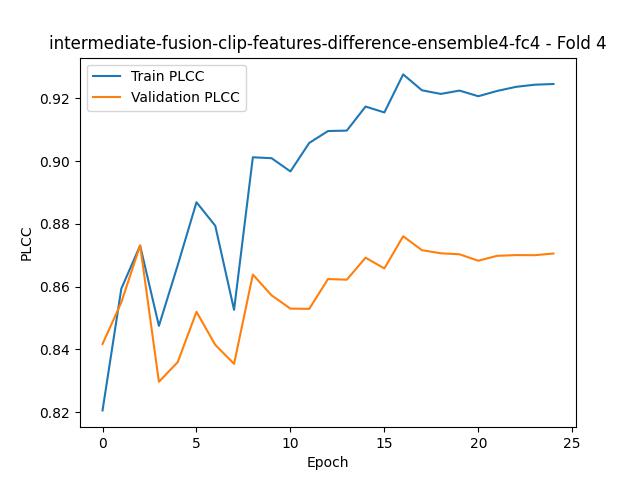 intermediate-fusion-clip-features-difference-ensemble4-fc4 - Fold 4
Train PLCC
Validation PLCC
PLCC
0.92
0.90
0.88
0.86
0.84
0.82
0 5 10 15 20 25
Epoch